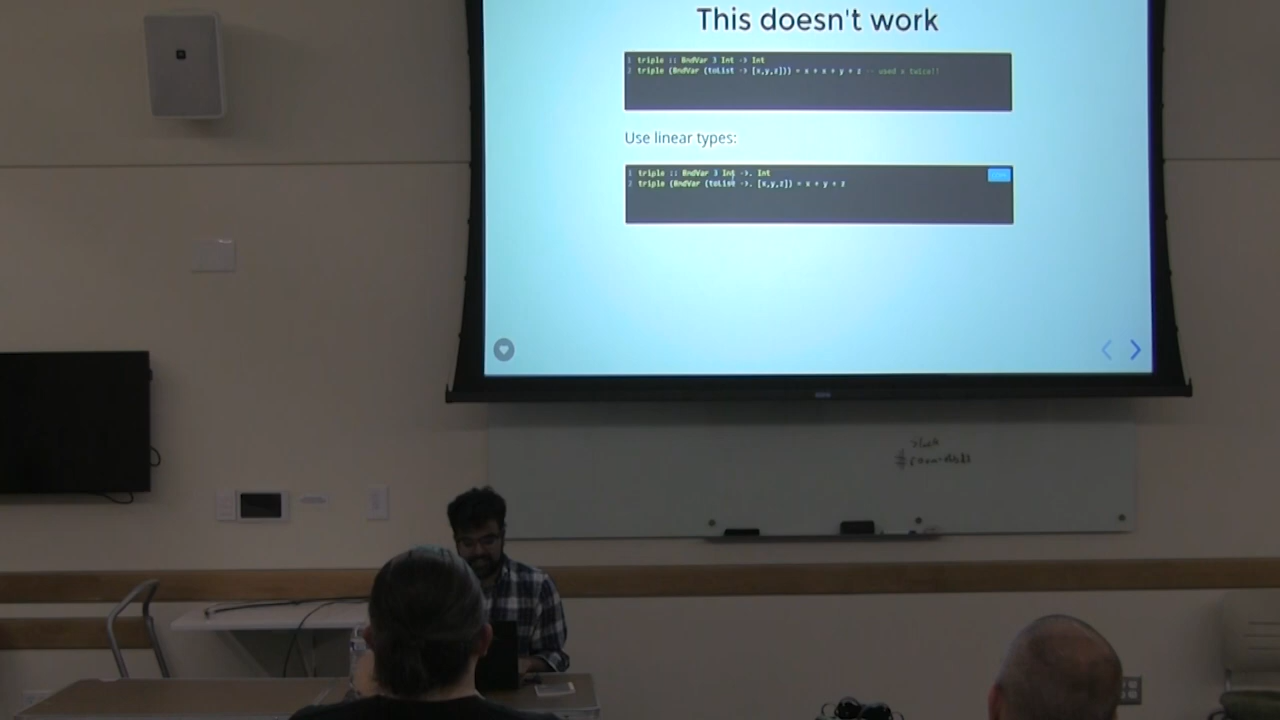 This doesn't work
1 triple :: BndVar 3 Int -> Int
2 triple (BndVar (toList -> [x,y,z])) = x + x + y + z -- used x twice!!
Use linear types:
1 triple :: BndVar 3 Int ->. Int
2 triple (BndVar (toList ->. [x,y,z]) = x + y + z